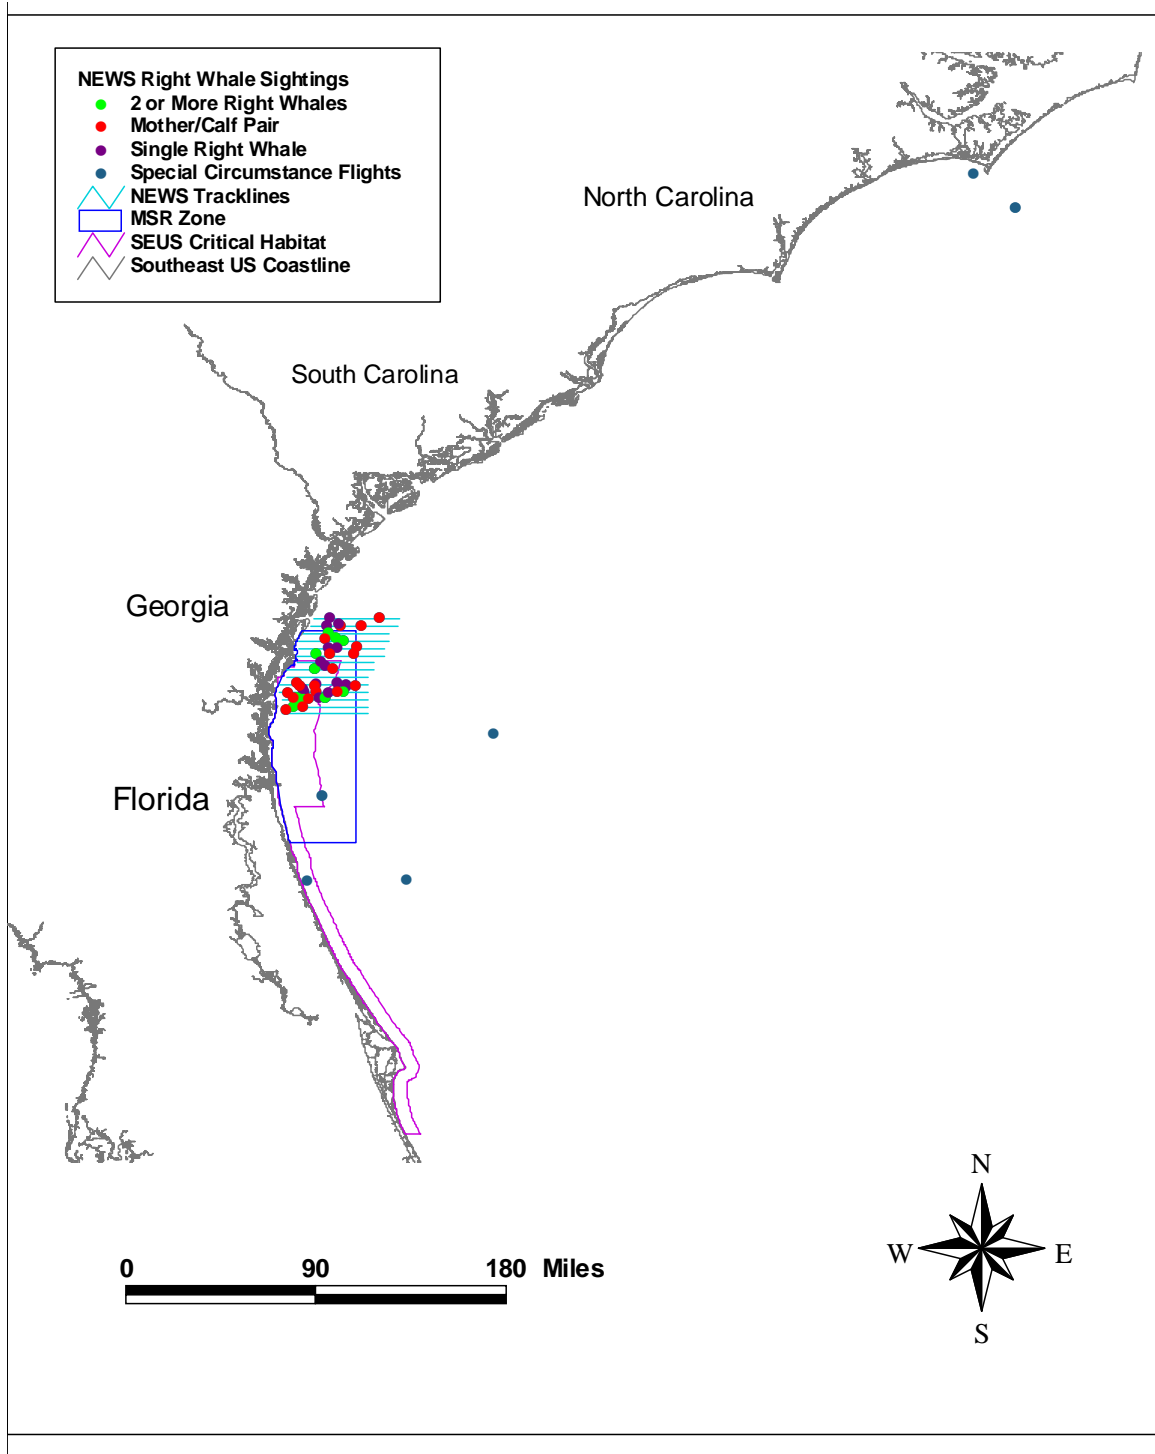 NEWS Right Whale Sightings
2 or More Right Whales
Mother/Calf Pair
Single Right Whale
Special Circumstance Flights
NEWS Tracklines
MSR Zone
SEUS Critical Habitat
Southeast US Coastline
North Carolina
South Carolina
Georgia
Florida
N
W E
S
0 90 180 Miles